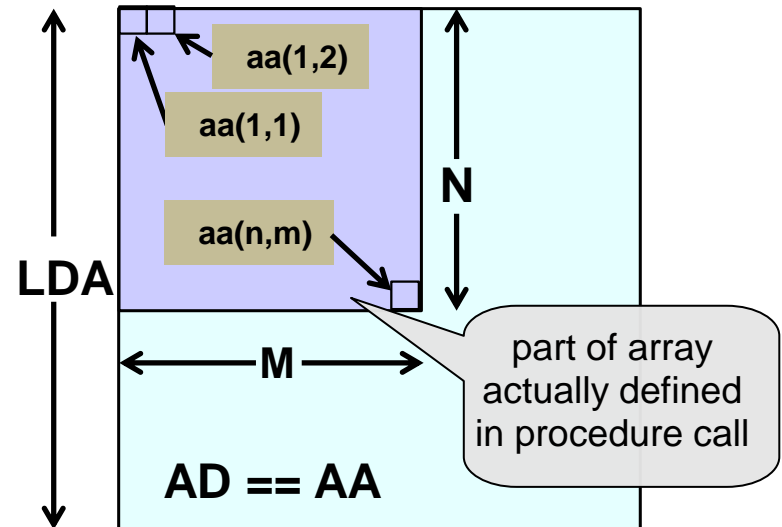 aa(1,2)
aa(1,1)
N
aa(n,m)
LDA
M
part of array
actually defined
in procedure call
AD == AA